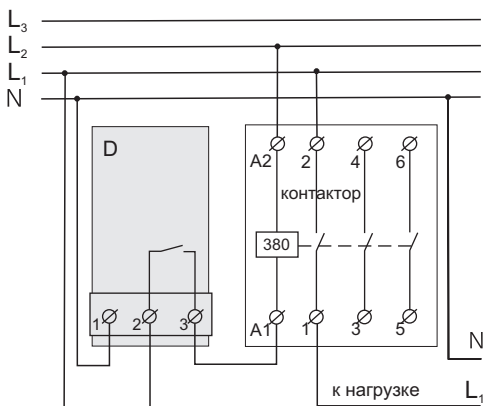 L₃
L₂
L₁
N
D
A2 2 4 6
контактор
380
1 2 3
A1 1 3 5
N
к нагрузке L₁